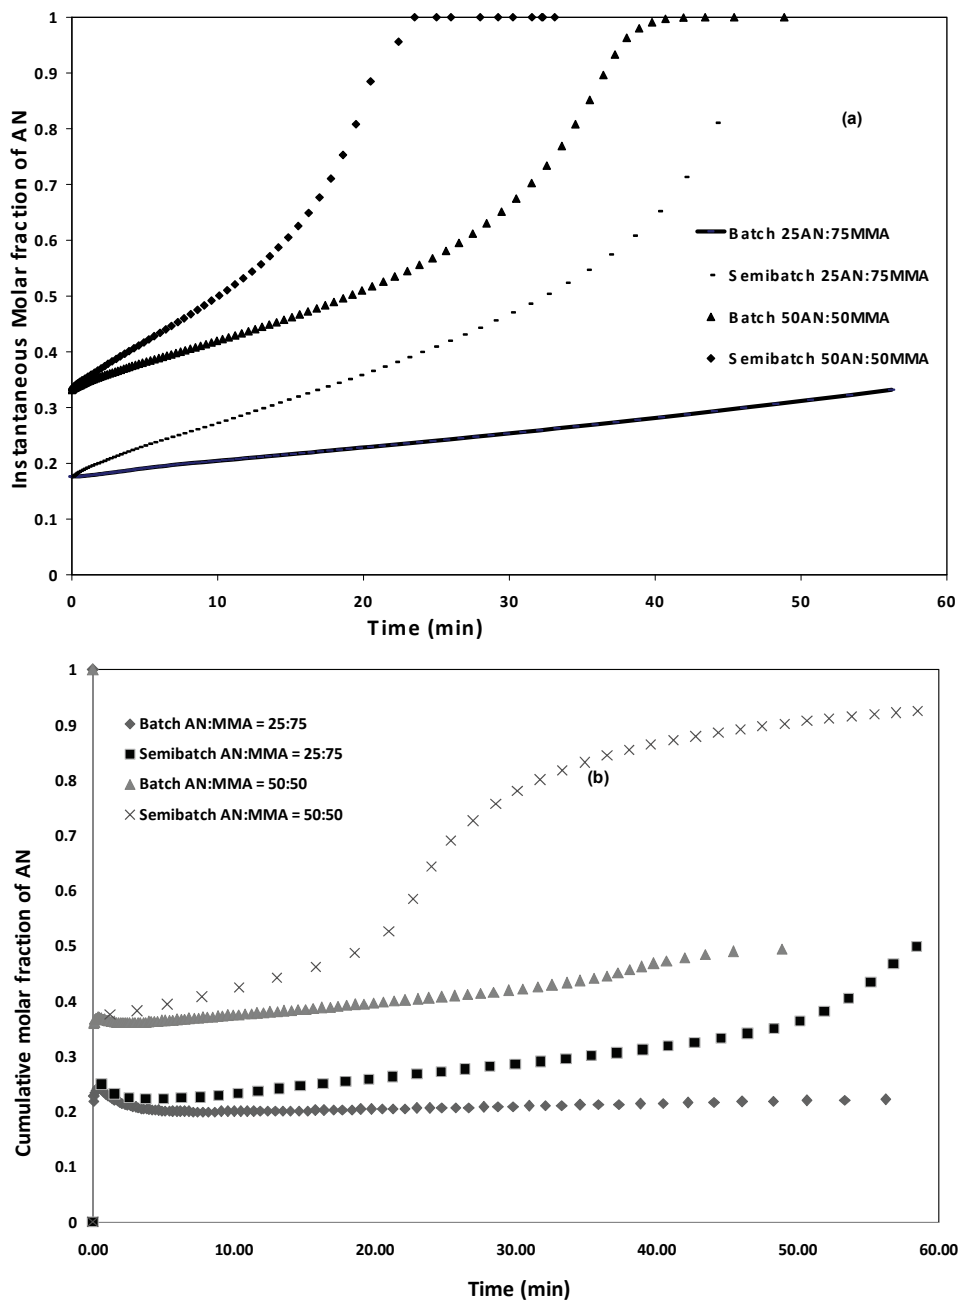 1
0.9
0.8
0.7
0.6
0.5
0.4
0.3
0.2
0.1
0
Instantaneous Molar fraction of AN
(a)
Batch 25AN:75MMA
Semibatch 25AN:75MMA
Batch 50AN:50MMA
Semibatch 50AN:50MMA
0 10 20 30 40 50 60
Time (min)
1
0.9
0.8
0.7
0.6
0.5
0.4
0.3
0.2
0.1
0
Cumulative molar fraction of AN
Batch AN:MMA = 25:75
Semibatch AN:MMA = 25:75
Batch AN:MMA = 50:50
Semibatch AN:MMA = 50:50
(b)
0.00 10.00 20.00 30.00 40.00 50.00 60.00
Time (min)